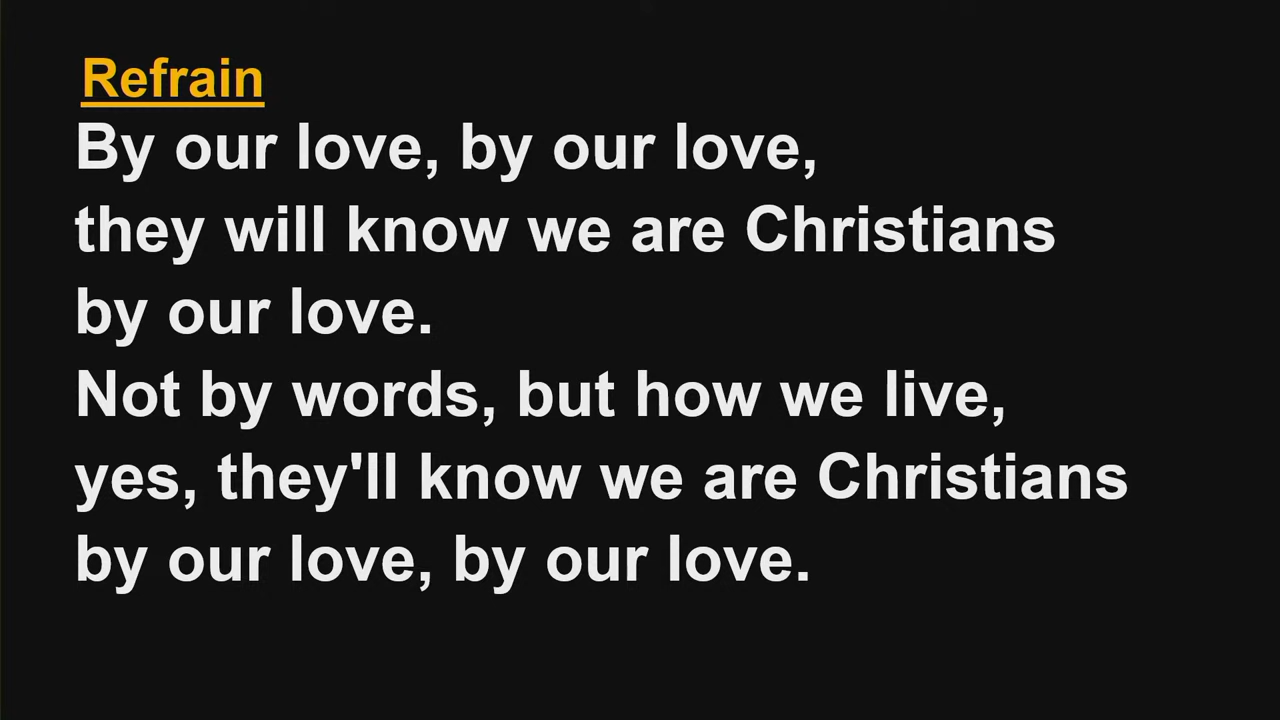 Refrain
By our love, by our love,
they will know we are Christians
by our love.
Not by words, but how we live,
yes, they'll know we are Christians
by our love, by our love.